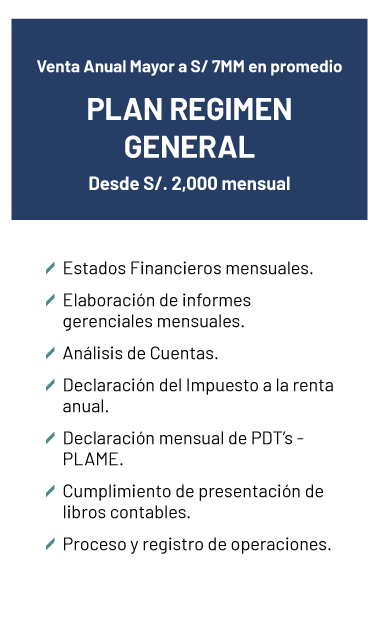 Venta Anual Mayor a S/ 7MM en promedio
PLAN REGIMEN
GENERAL
Desde S/. 2,000 mensual
Estados Financieros mensuales.
Elaboración de informes
gerenciales mensuales.
Análisis de Cuentas.
Declaración del Impuesto a la renta
anual.
Declaración mensual de PDT's -
PLAME.
Cumplimiento de presentación de
libros contables.
Proceso y registro de operaciones.